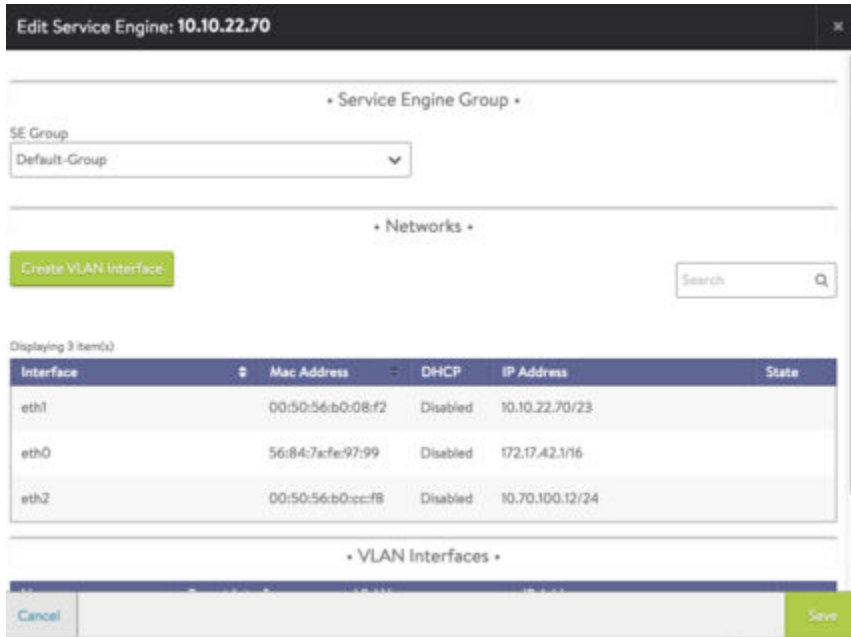 Edit Service Engine: 10.10.22.70 ×
• Service Engine Group •
SE Group
Default-Group
• Networks •
Create VLAN Interface
Search
Displaying 3 item(s)
Interface Mac Address DHCP IP Address State
eth1 00:50:56:b0:08:f2 Disabled 10.10.22.70/23
eth0 56:84:7a:fe:97:99 Disabled 172.17.42.1/16
eth2 00:50:56:b0:cc:f8 Disabled 10.70.100.12/24
• VLAN Interfaces •
Cancel Save